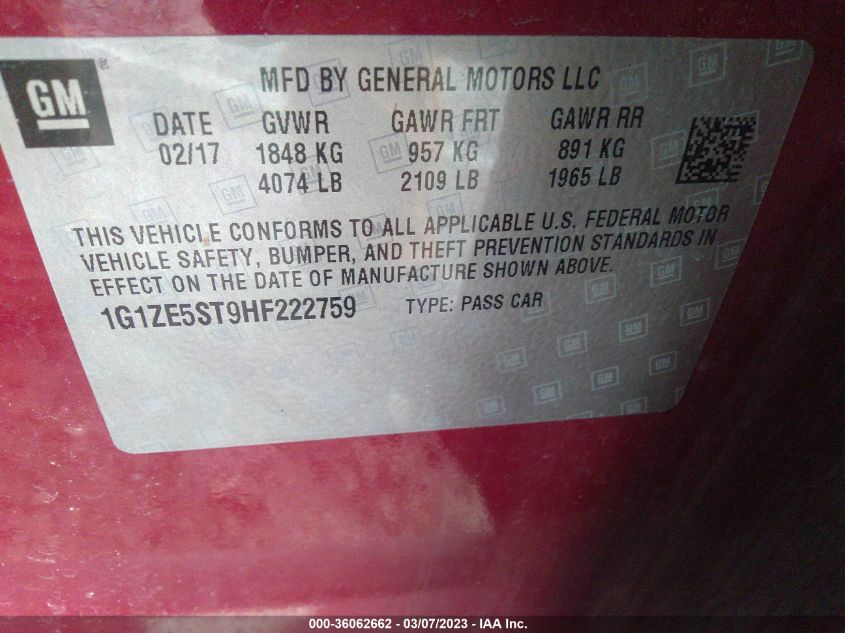 GM ®
MFD BY GENERAL MOTORS LLC
DATE GVWR GAWR FRT GAWR RR
02/17 1848 KG 957 KG 891 KG
4074 LB 2109 LB 1965 LB
THIS VEHICLE CONFORMS TO ALL APPLICABLE U.S. FEDERAL MOTOR
VEHICLE SAFETY, BUMPER, AND THEFT PREVENTION STANDARDS IN
EFFECT ON THE DATE OF MANUFACTURE SHOWN ABOVE.
1G1ZE5ST9HF222759 TYPE: PASS CAR
000-36062662 - 03/07/2023 - IAA Inc.